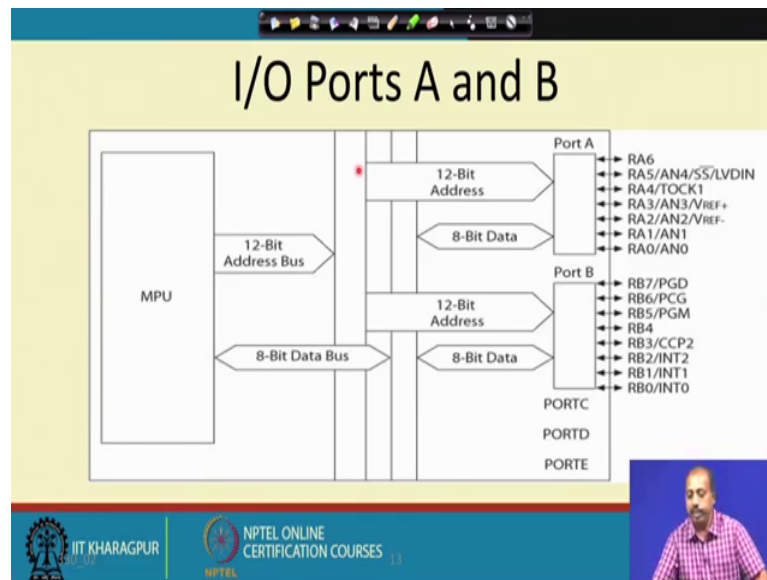 I/O Ports A and B
MPU
12-Bit
Address Bus
8-Bit Data Bus
12-Bit
Address
8-Bit Data
Port A
RA6
RA5/AN4/SS/LVDIN
RA4/TOCK1
RA3/AN3/VREF+
RA2/AN2/VREF-
RA1/AN1
RA0/AN0
12-Bit
Address
8-Bit Data
Port B
RB7/PGD
RB6/PCG
RB5/PGM
RB4
RB3/CCP2
RB2/INT2
RB1/INT1
RB0/INT0
PORTC
PORTD
PORTE
IIT KHARAGPUR
NPTEL
NPTEL ONLINE
CERTIFICATION COURSES
13